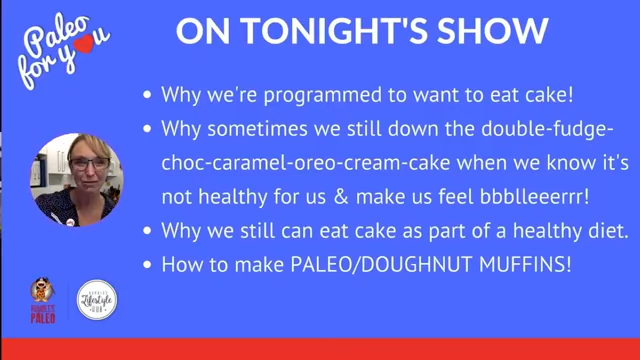 Paleo
for you
ON TONIGHT'S SHOW
• Why we're programmed to want to eat cake!
• Why sometimes we still down the double-fudge-
choc-caramel-oreo-cream-cake when we know it's
not healthy for us & make us feel bbblleeerrr!
• Why we still can eat cake as part of a healthy diet.
• How to make PALEO/DOUGHNUT MUFFINS!
PALEO
Lifestyle